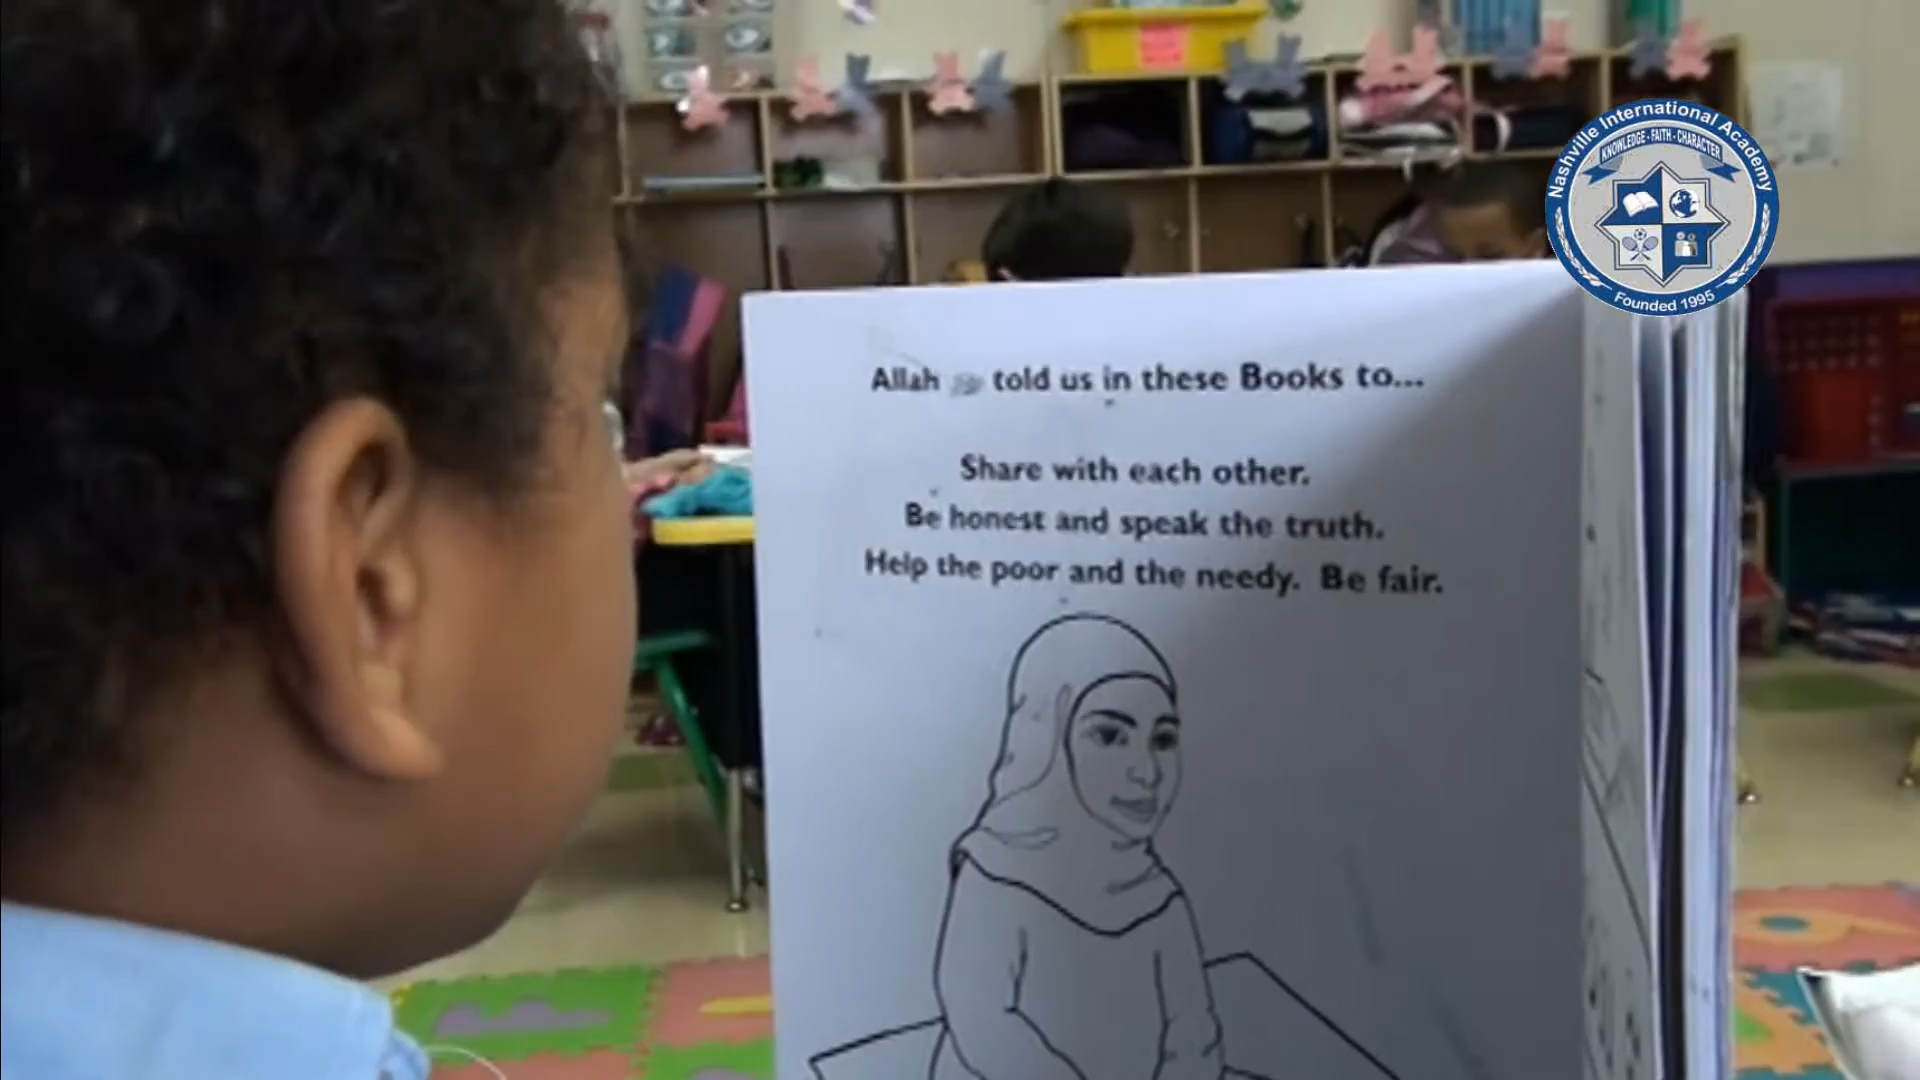 Nashville International Academy
KNOWLEDGE - FAITH - CHARACTER
Founded 1995
Allah told us in these Books to...
Share with each other.
Be honest and speak the truth.
Help the poor and the needy. Be fair.